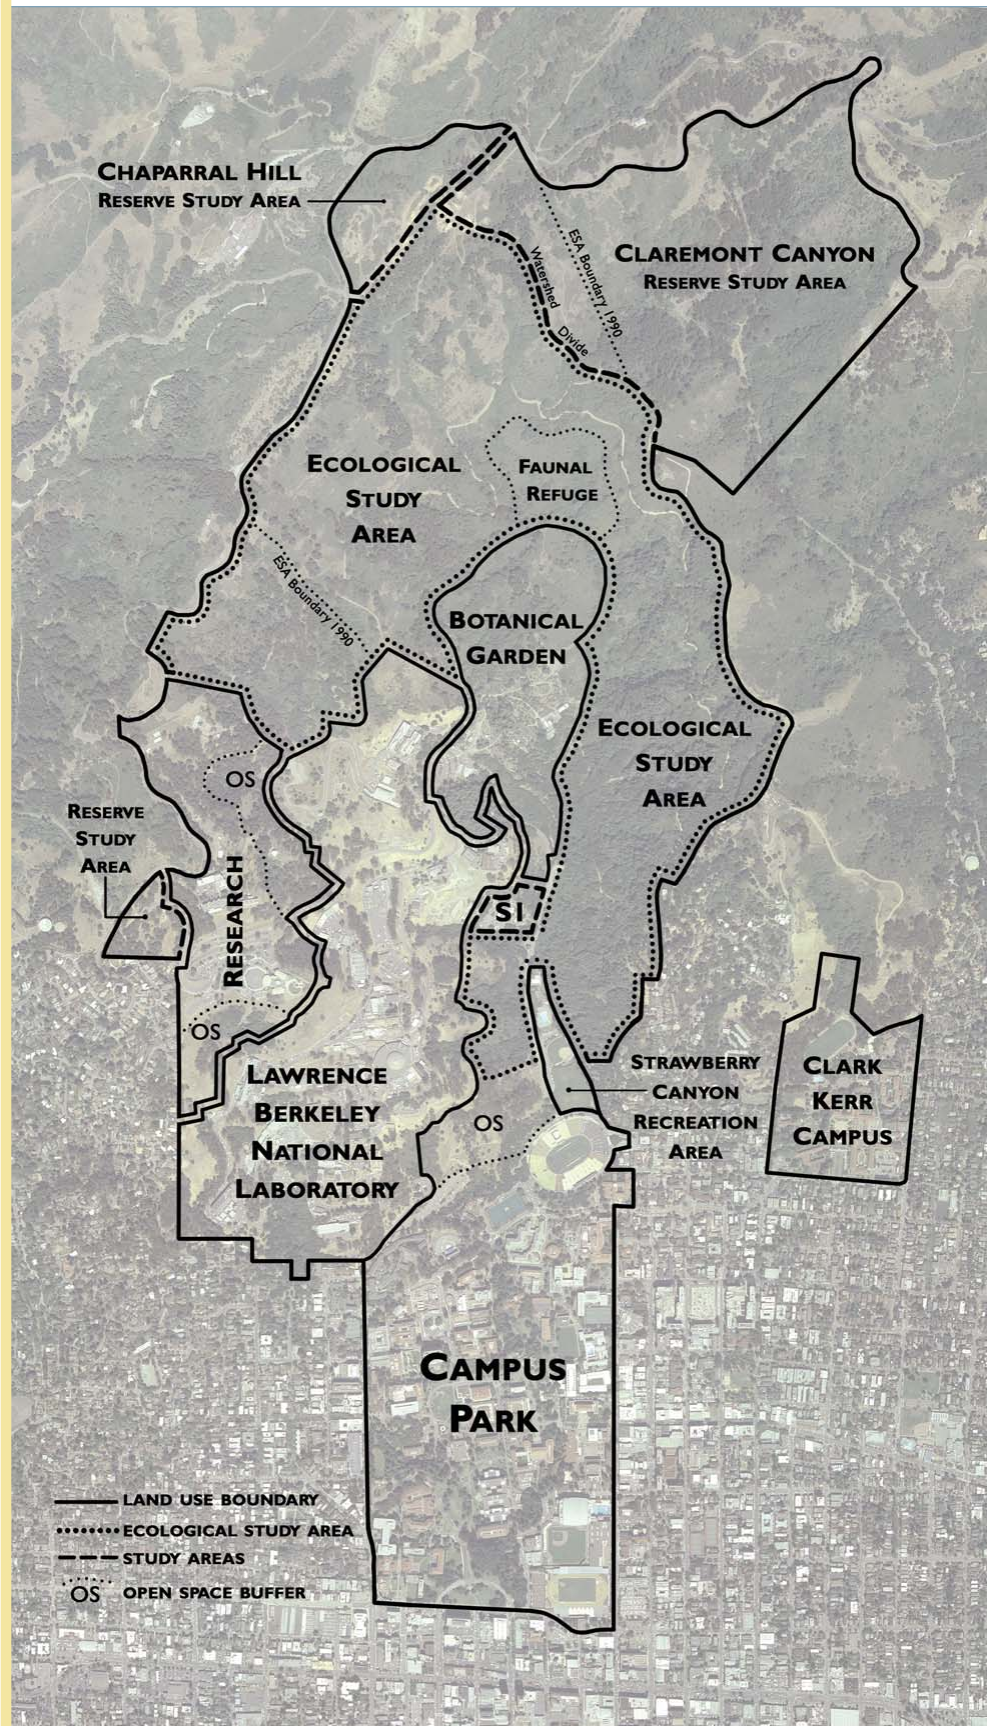 CHAPARRAL HILL
RESERVE STUDY AREA
CLAREMONT CANYON
RESERVE STUDY AREA
ESA Boundary 1990
Watershed
Divide
ECOLOGICAL
STUDY
AREA
FAUNAL
REFUGE
ESA Boundary 1990
BOTANICAL
GARDEN
ECOLOGICAL
STUDY
AREA
OS
RESERVE
STUDY
AREA
RESEARCH
SI
OS
LAWRENCE
BERKELEY
NATIONAL
LABORATORY
OS
STRAWBERRY
CANYON
RECREATION
AREA
CLARK
KERR
CAMPUS
CAMPUS
PARK
LAND USE BOUNDARY
ECOLOGICAL STUDY AREA
STUDY AREAS
OS OPEN SPACE BUFFER